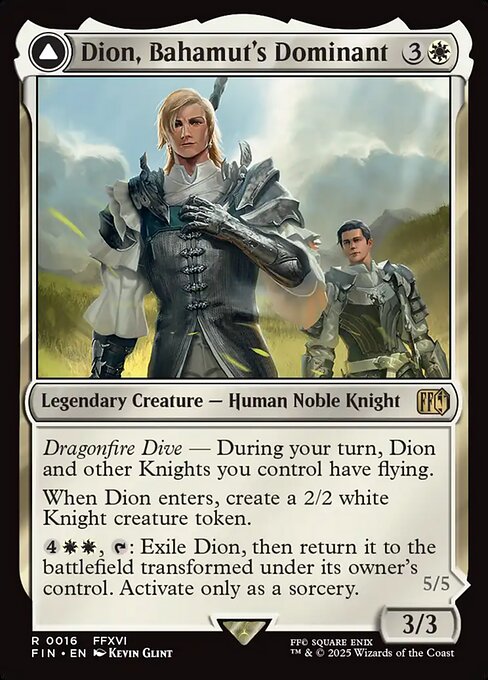 Dion, Bahamut's Dominant 3
Legendary Creature — Human Noble Knight
Dragonfire Dive — During your turn, Dion
and other Knights you control have flying.
When Dion enters, create a 2/2 white
Knight creature token.
4, : Exile Dion, then return it to the
battlefield transformed under its owner's
control. Activate only as a sorcery.
5/5
3/3
R 0016 FFXVI
FIN • EN Kevin Glint
FF© SQUARE ENIX
™ & © 2025 Wizards of the Coast